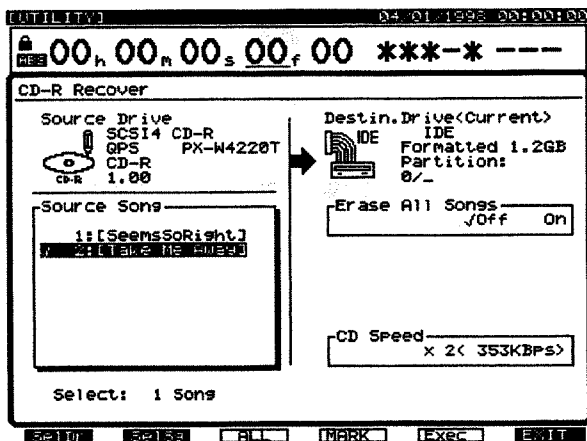 [UTILITY] 04/01/1998 00:00:00
ABS 00h 00m 00s 00f 00 ***-* ---
CD-R Recover
Source Drive
SCSI4 CD-R
QPS PX-W4220T
CD-R
1.00
CD-R
Destin.Drive<Current>
IDE
IDE
Formatted 1.2GB
Partition:
0/_
Source Song
1:[SeemsSoRight]
√ 2:[Take Me Away]
Select: 1 Song
Erase All Songs
√Off On
CD Speed
x 2< 353KBps>
ALL MARK Exec EXIT